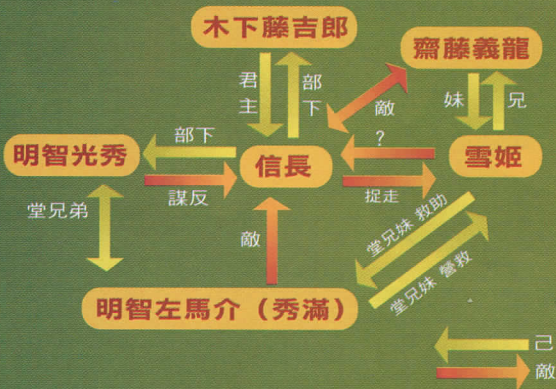 木下藤吉郎
齋藤義龍
君主
部下
敵
妹
兄
?
部下
明智光秀
信長
雪姬
謀反
捉走
堂兄弟
敵
堂兄妹 救助
堂兄妹 營救
明智左馬介（秀滿）
己
敵